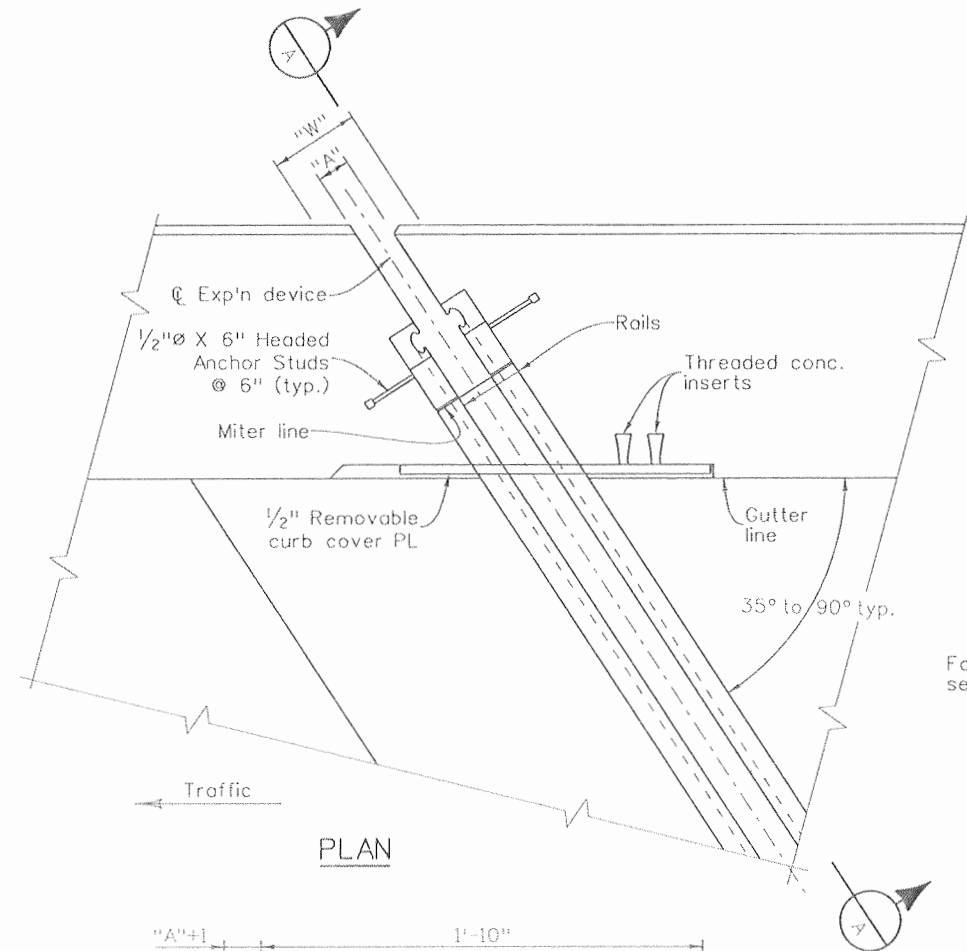 A
"W"
"A"
℄ Exp'n device
1/2"Ø X 6" Headed
Anchor Studs
@ 6" (typ.)
Rails
Threaded conc.
inserts
Miter line
1/2" Removable
curb cover PL
Gutter
line
35° to 90° typ.
Traffic
PLAN
A
"A"+1
1'-10"